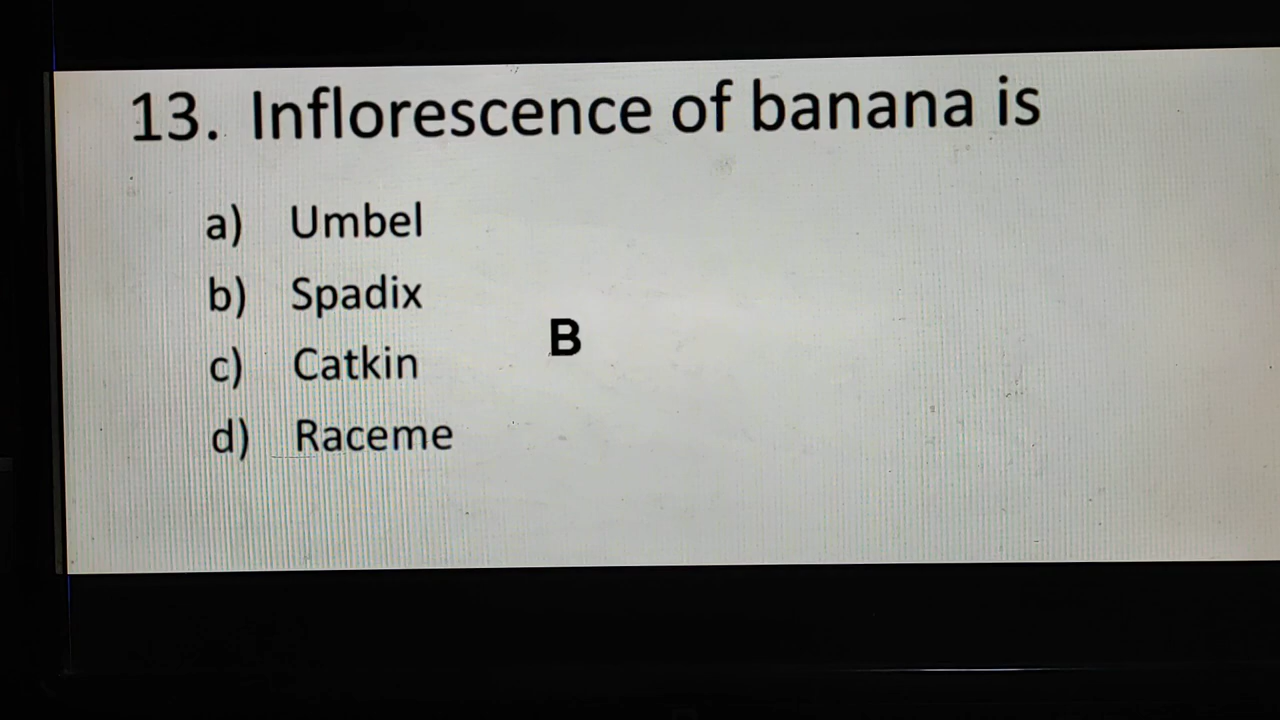 13. Inflorescence of banana is
a) Umbel
b) Spadix
B
c) Catkin
d) Raceme